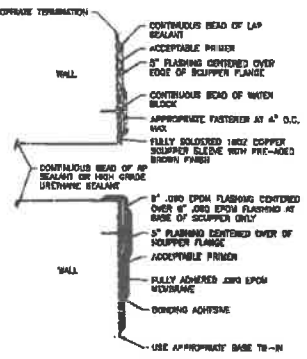 OPRIATE TERMINATION
CONTINUOUS BEAD OF LAP
SEALANT
ACCEPTABLE PRIMER
5" FLASHING CENTERED OVER
EDGE OF SCUPPER FLANGE
WALL
CONTINUOUS BEAD OF WATER
BLOCK
APPROPRIATE FASTENER AT 4" O.C.
MAX
FULLY SOLDERED 16OZ COPPER
SCUPPER SLEEVE WITH PRE-AGED
BROWN FINISH
CONTINUOUS BEAD OF AP
SEALANT OR HIGH GRADE
URETHANE SEALANT
.060 EPDM FLASHING CENTERED
OVER 6" .060 EPDM FLASHING AT
BASE OF SCUPPER ONLY
5" FLASHING CENTERED OVER OF
SCUPPER FLANGE
WALL
ACCEPTABLE PRIMER
FULLY ADHERED .060 EPDM
MEMBRANE
BONDING ADHESIVE
USE APPROPRIATE BASE TIE-IN